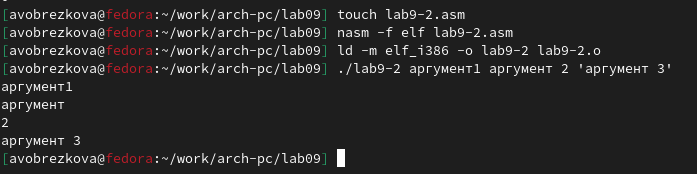 [avobrezkova@fedora:~/work/arch-pc/lab09] touch lab9-2.asm
[avobrezkova@fedora:~/work/arch-pc/lab09] nasm -f elf lab9-2.asm
[avobrezkova@fedora:~/work/arch-pc/lab09] ld -m elf_i386 -o lab9-2 lab9-2.o
[avobrezkova@fedora:~/work/arch-pc/lab09] ./lab9-2 аргумент1 аргумент 2 'аргумент 3'
аргумент1
аргумент
2
аргумент 3
[avobrezkova@fedora:~/work/arch-pc/lab09]